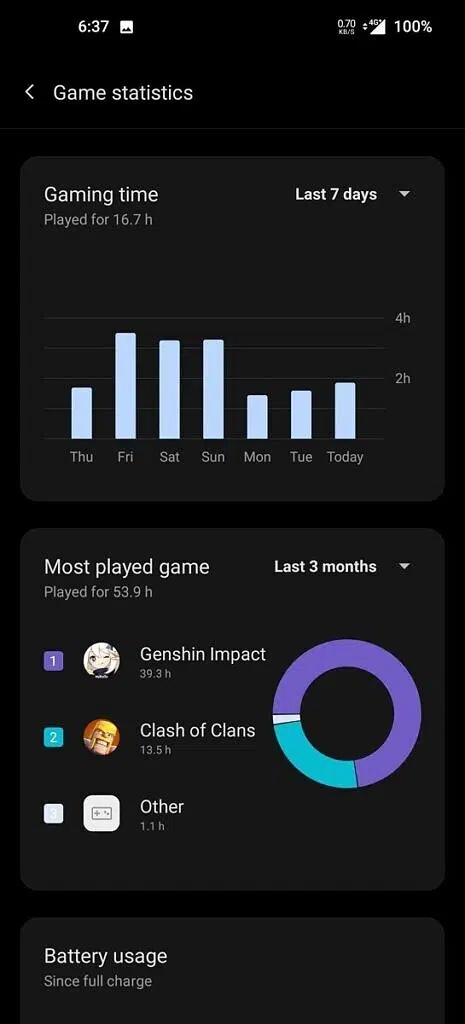 6:37
0.70
KB/S
4G+
100%
Game statistics
Gaming time
Last 7 days
Played for 16.7 h
4h
2h
Thu Fri Sat Sun Mon Tue Today
Most played game
Last 3 months
Played for 53.9 h
1
Genshin Impact
39.3 h
2
Clash of Clans
13.5 h
3
Other
1.1 h
Battery usage
Since full charge